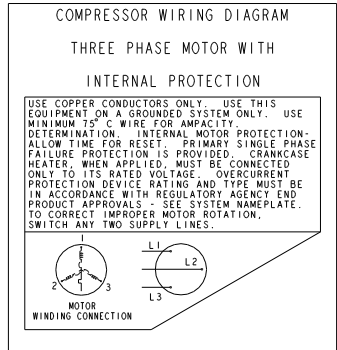 COMPRESSOR WIRING DIAGRAM
THREE PHASE MOTOR WITH
INTERNAL PROTECTION
USE COPPER CONDUCTORS ONLY. USE THIS
EQUIPMENT ON A GROUNDED SYSTEM ONLY. USE
MINIMUM 75° C WIRE FOR AMPACITY.
DETERMINATION. INTERNAL MOTOR PROTECTION-
ALLOW TIME FOR RESET. PRIMARY SINGLE PHASE
FAILURE PROTECTION IS PROVIDED. CRANKCASE
HEATER, WHEN APPLIED, MUST BE CONNECTED
ONLY TO ITS RATED VOLTAGE. OVERCURRENT
PROTECTION DEVICE RATING AND TYPE MUST BE
IN ACCORDANCE WITH REGULATORY AGENCY END
PRODUCT APPROVALS - SEE SYSTEM NAMEPLATE.
TO CORRECT IMPROPER MOTOR ROTATION,
SWITCH ANY TWO SUPPLY LINES.
1
2
3
MOTOR
WINDING CONNECTION
L1
L2
L3